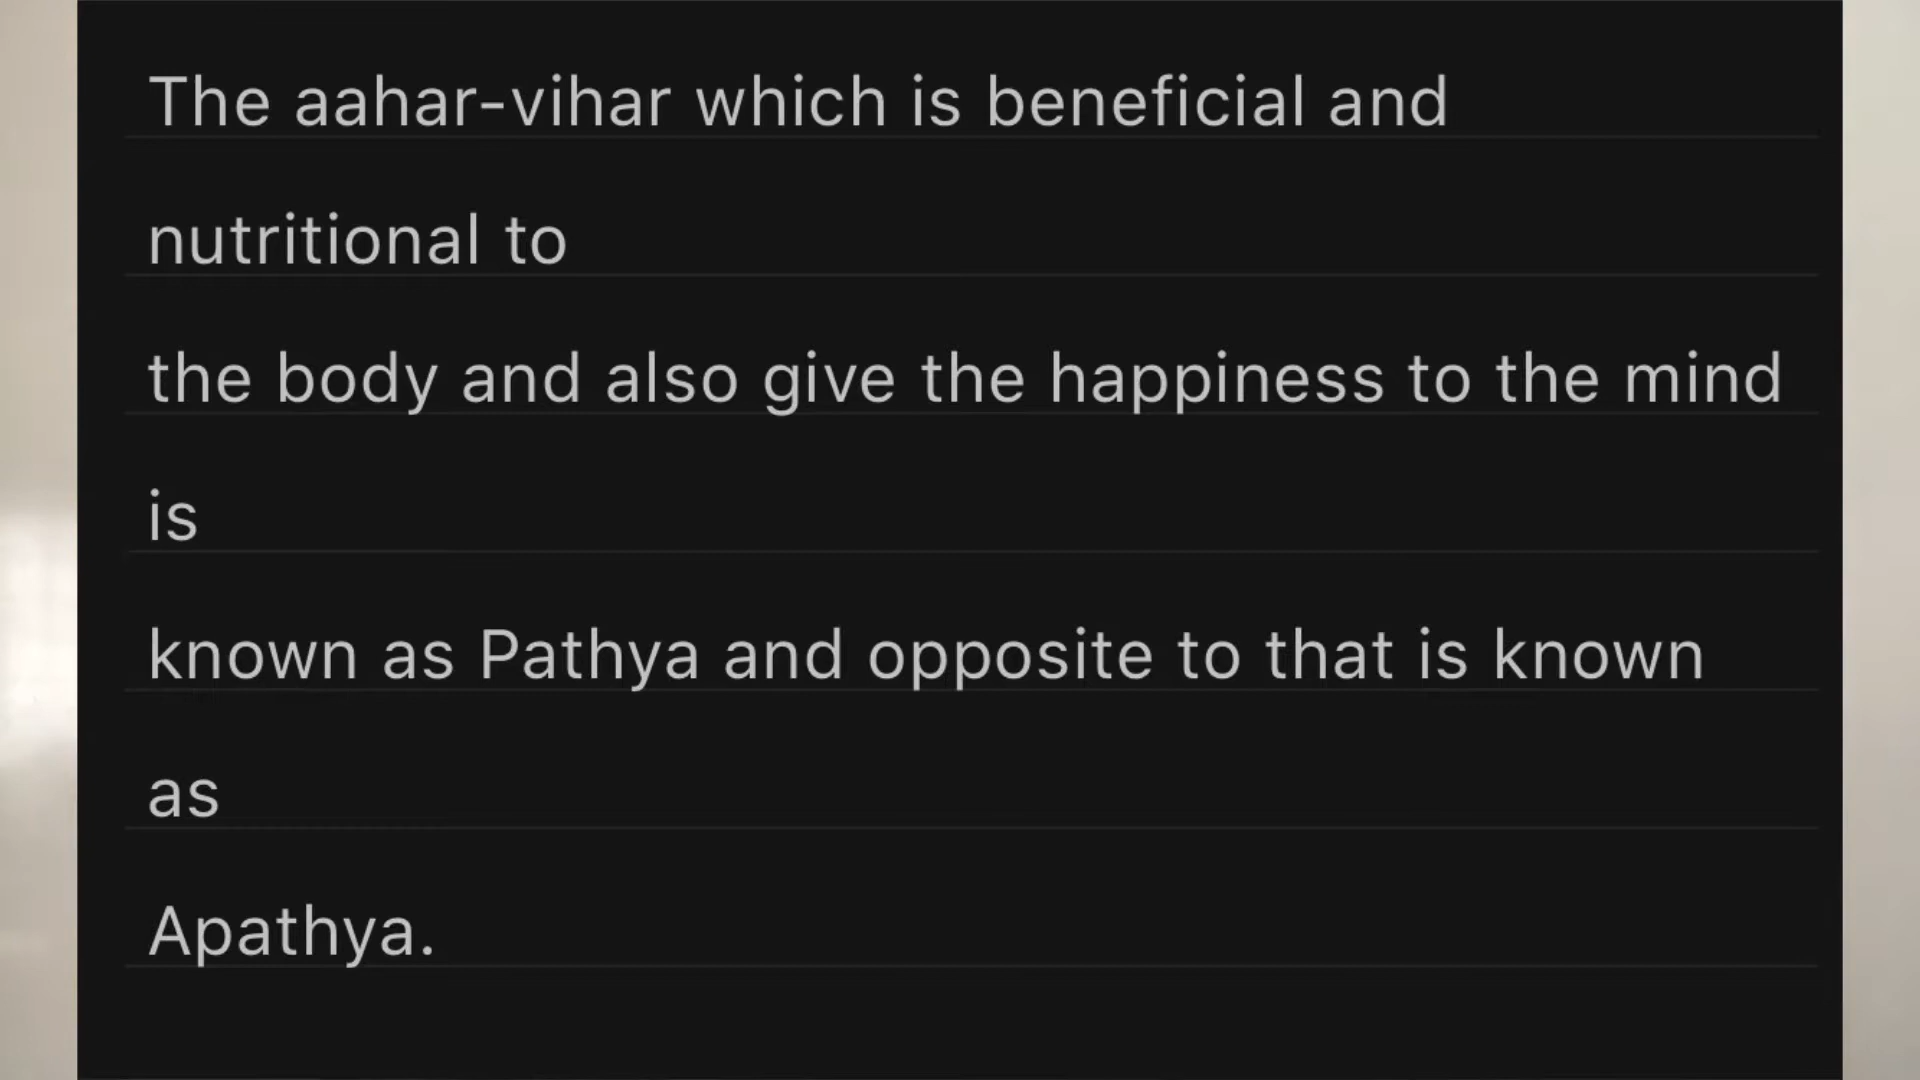 The aahar-vihar which is beneficial and
nutritional to
the body and also give the happiness to the mind
is
known as Pathya and opposite to that is known
as
Apathya.